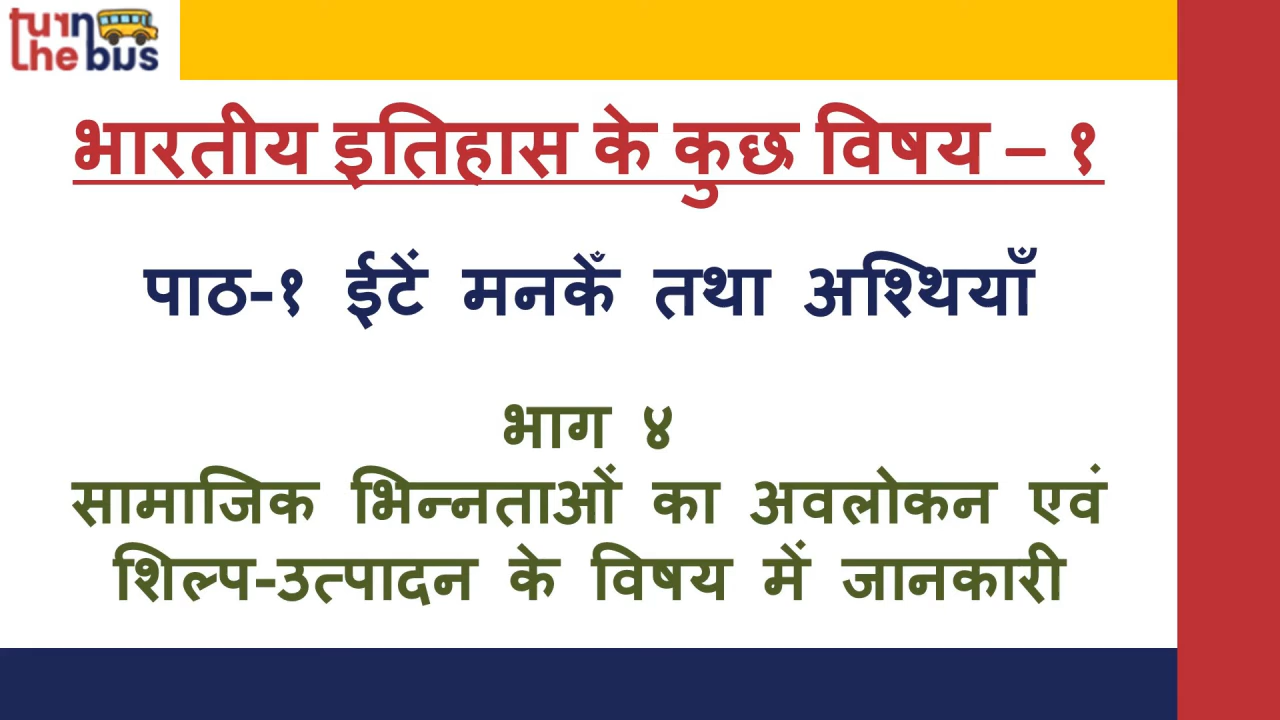 turn
the bus
भारतीय इतिहास के कुछ विषय – १
पाठ-१ ईटें मनकेँ तथा अश्थियाँ
भाग ४
सामाजिक भिन्नताओं का अवलोकन एवं
शिल्प-उत्पादन के विषय में जानकारी